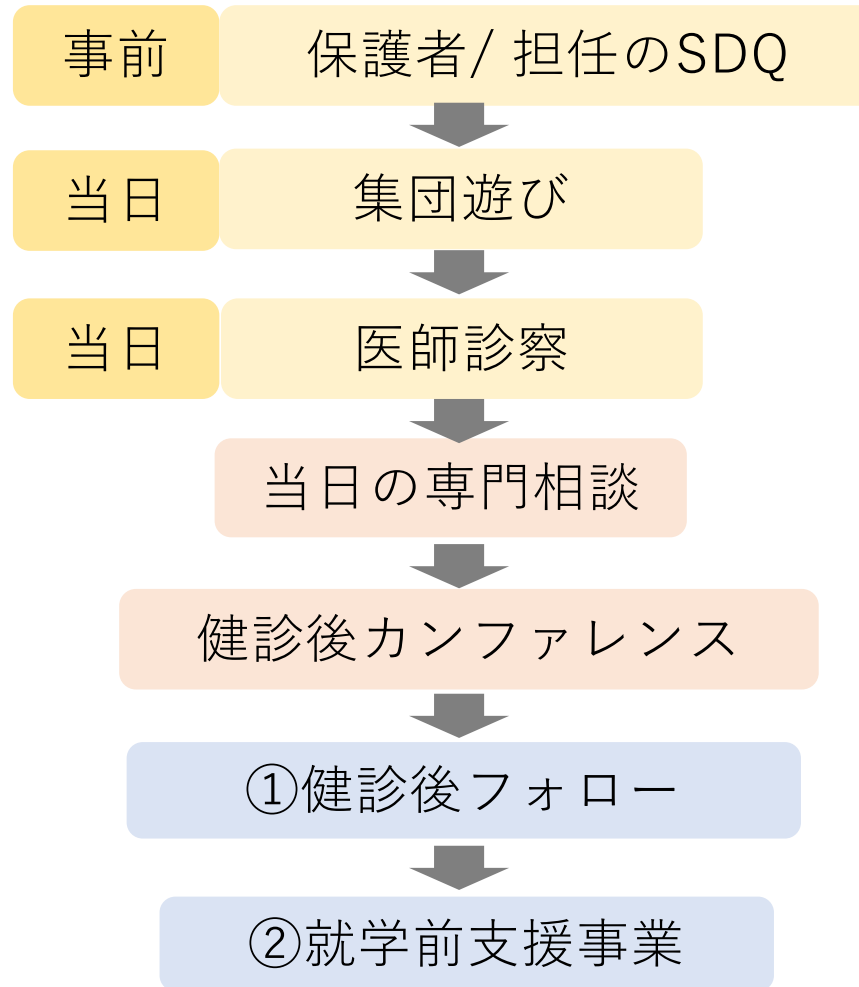 事前 保護者/ 担任のSDQ
当日 集団遊び
当日 医師診察
当日の専門相談
健診後カンファレンス
①健診後フォロー
②就学前支援事業